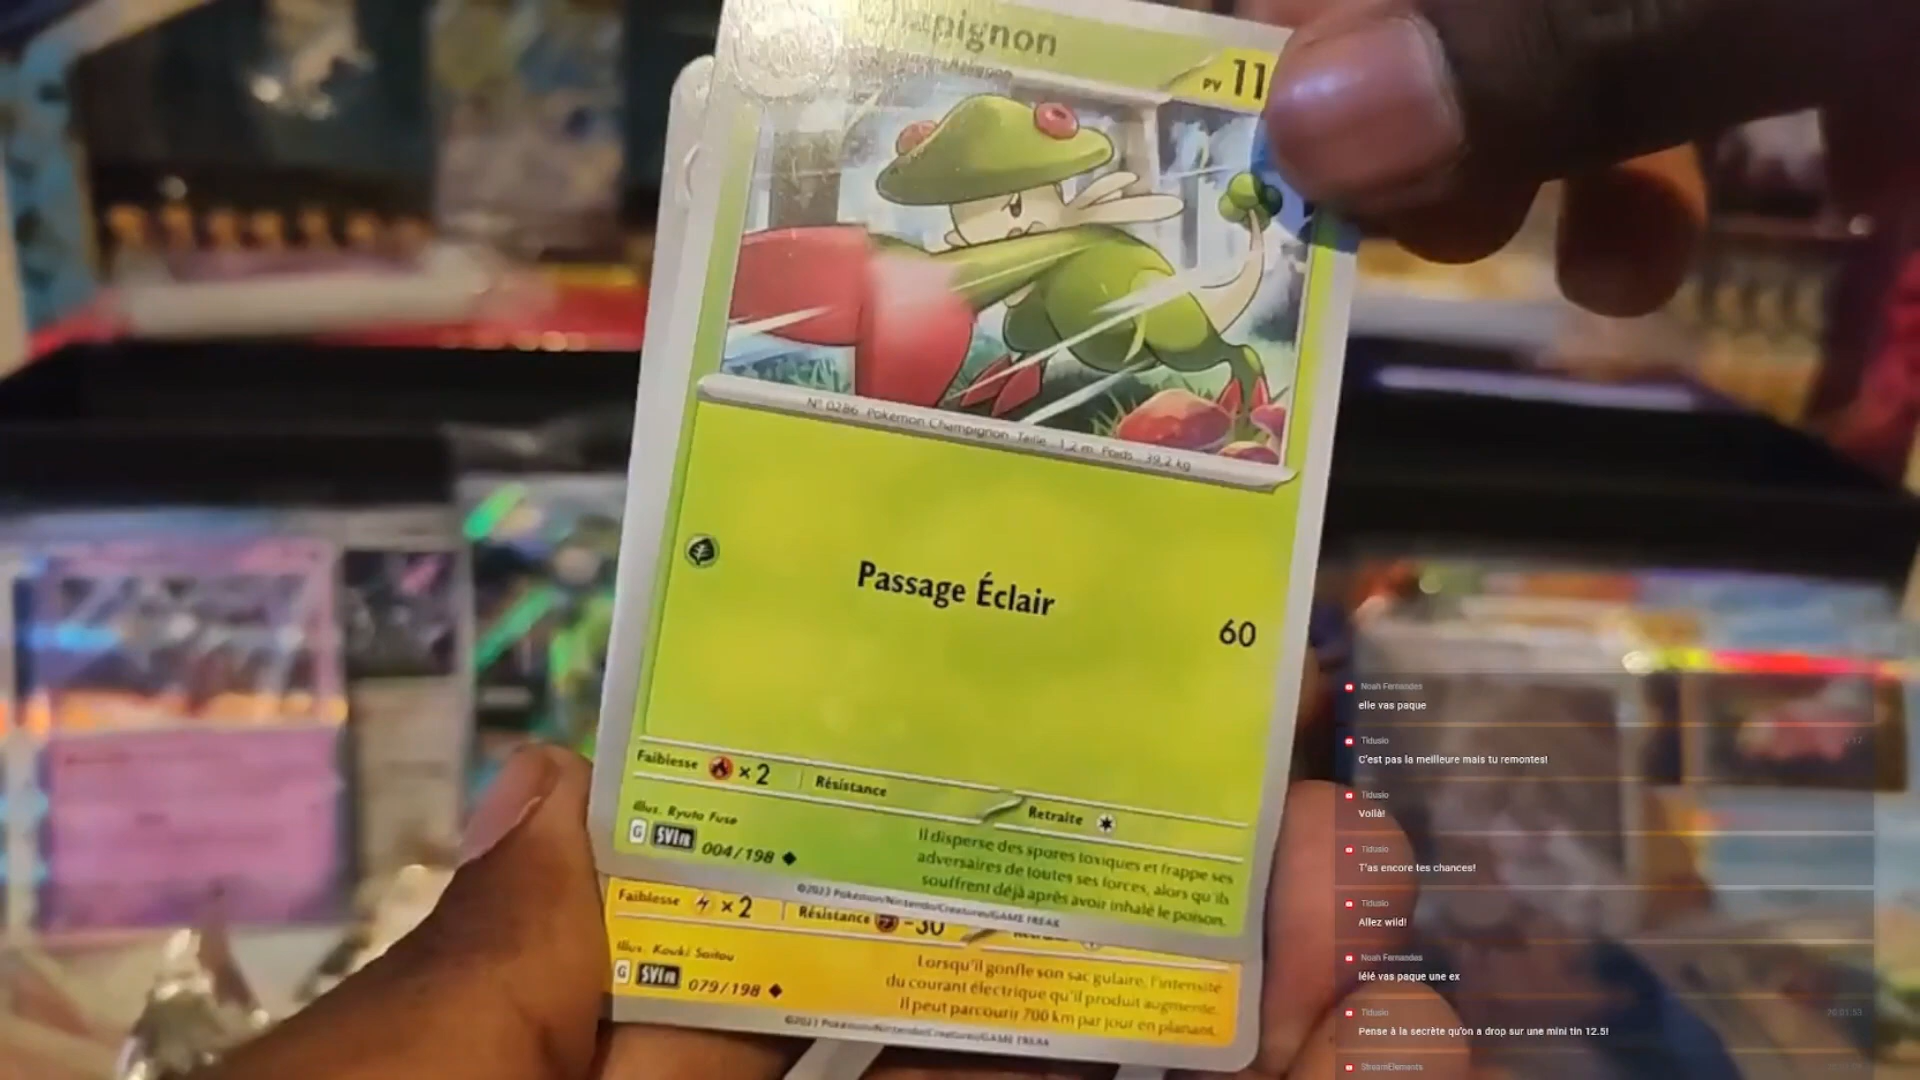 pignon
PV 11
N° 0286 Pokémon Champignon Taille : 1,2 m Poids : 39,2 kg
Passage Éclair
60
Faiblesse ×2 Résistance
Retraite
Illus. Ryuta Fuse
G SVI FR 004/198
Il disperse des spores toxiques et frappe ses
adversaires de toutes ses forces, alors qu'ils
souffrent déjà après avoir inhalé le poison.
©2023 Pokémon/Nintendo/Creatures/GAME FREAK
Faiblesse ×2 Résistance -30
Illus. Kouki Saitou
G SVI FR 079/198
Lorsqu'il gonfle son sac gulaire, l'intensité
du courant électrique qu'il produit augmente.
Il peut parcourir 700 km par jour en planant.
©2023 Pokémon/Nintendo/Creatures/GAME FREAK
Noah Fernandes
elle vas paque
Tidusio
C'est pas la meilleure mais tu remontes!
Tidusio
Voilà!
Tidusio
T'as encore tes chances!
Tidusio
Allez wild!
Noah Fernandes
lélé vas paque une ex
Tidusio
20:01:53
Pense à la secrète qu'on a drop sur une mini tin 12.5!
StreamElements